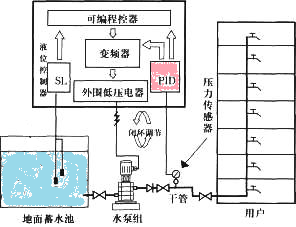 可编程控器
液位控制器
变频器
SL
PID
外围低压电器
压力传感器
闭环调节
干管
地面蓄水池
水泵组
用户